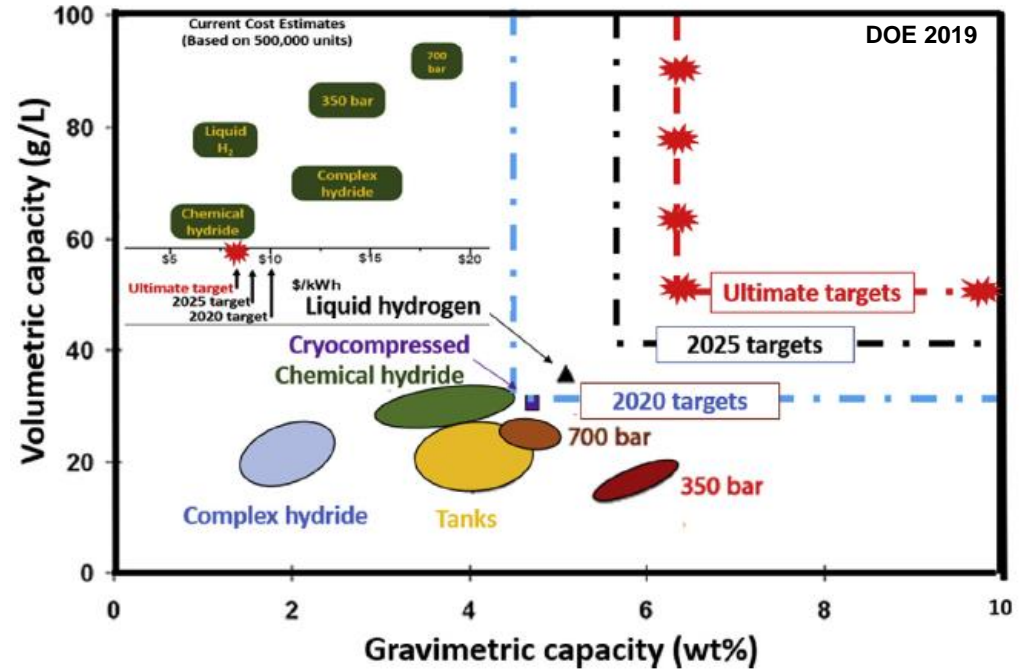 DOE 2019
Current Cost Estimates
(Based on 500,000 units)
700
bar
350 bar
Liquid
H₂
Complex
hydride
Chemical
hydride
$5
$10
$15
$20
$/kWh
Ultimate target
2025 target
2020 target
Liquid hydrogen
Cryocompressed
Chemical hydride
Ultimate targets
2025 targets
2020 targets
700 bar
350 bar
Complex hydride
Tanks
Volumetric capacity (g/L)
100
80
60
40
20
0
0
2
4
6
8
10
Gravimetric capacity (wt%)